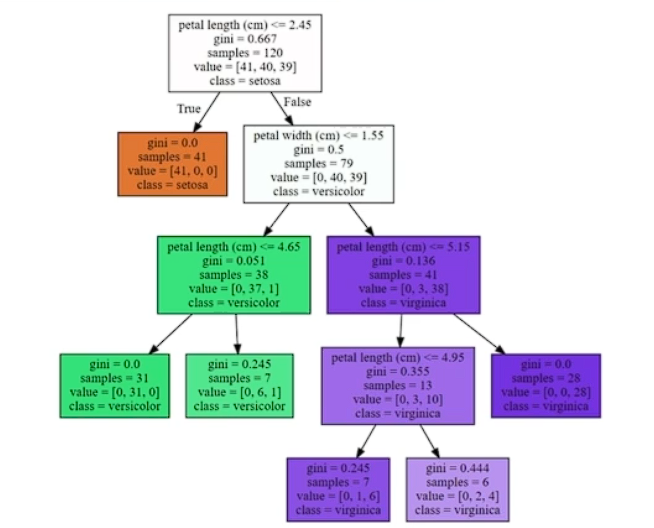 petal length (cm) <= 2.45
gini = 0.667
samples = 120
value = [41, 40, 39]
class = setosa
True
False
gini = 0.0
samples = 41
value = [41, 0, 0]
class = setosa
petal width (cm) <= 1.55
gini = 0.5
samples = 79
value = [0, 40, 39]
class = versicolor
petal length (cm) <= 4.65
gini = 0.051
samples = 38
value = [0, 37, 1]
class = versicolor
petal length (cm) <= 5.15
gini = 0.136
samples = 41
value = [0, 3, 38]
class = virginica
gini = 0.0
samples = 31
value = [0, 31, 0]
class = versicolor
gini = 0.245
samples = 7
value = [0, 6, 1]
class = versicolor
petal length (cm) <= 4.95
gini = 0.355
samples = 13
value = [0, 3, 10]
class = virginica
gini = 0.0
samples = 28
value = [0, 0, 28]
class = virginica
gini = 0.245
samples = 7
value = [0, 1, 6]
class = virginica
gini = 0.444
samples = 6
value = [0, 2, 4]
class = virginica